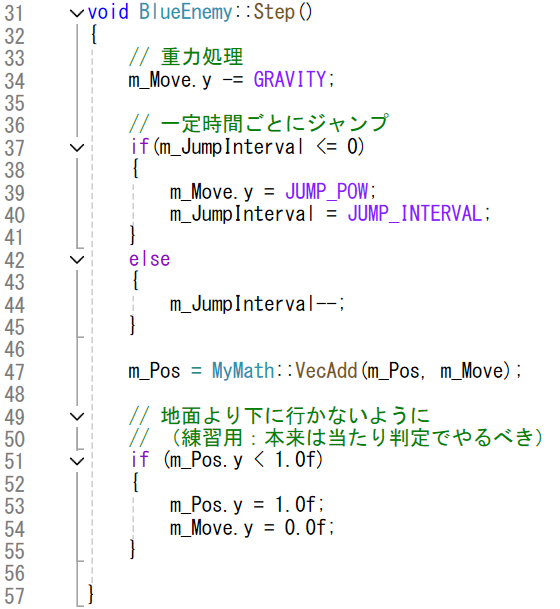 31 void BlueEnemy::Step()
32 {
33 // 重力処理
34 m_Move.y -= GRAVITY;
35
36 // 一定時間ごとにジャンプ
37 if(m_JumpInterval <= 0)
38 {
39 m_Move.y = JUMP_POW;
40 m_JumpInterval = JUMP_INTERVAL;
41 }
42 else
43 {
44 m_JumpInterval--;
45 }
46
47 m_Pos = MyMath::VecAdd(m_Pos, m_Move);
48
49 // 地面より下に行かないように
50 // （練習用：本来は当たり判定でやるべき）
51 if (m_Pos.y < 1.0f)
52 {
53 m_Pos.y = 1.0f;
54 m_Move.y = 0.0f;
55 }
56
57 }